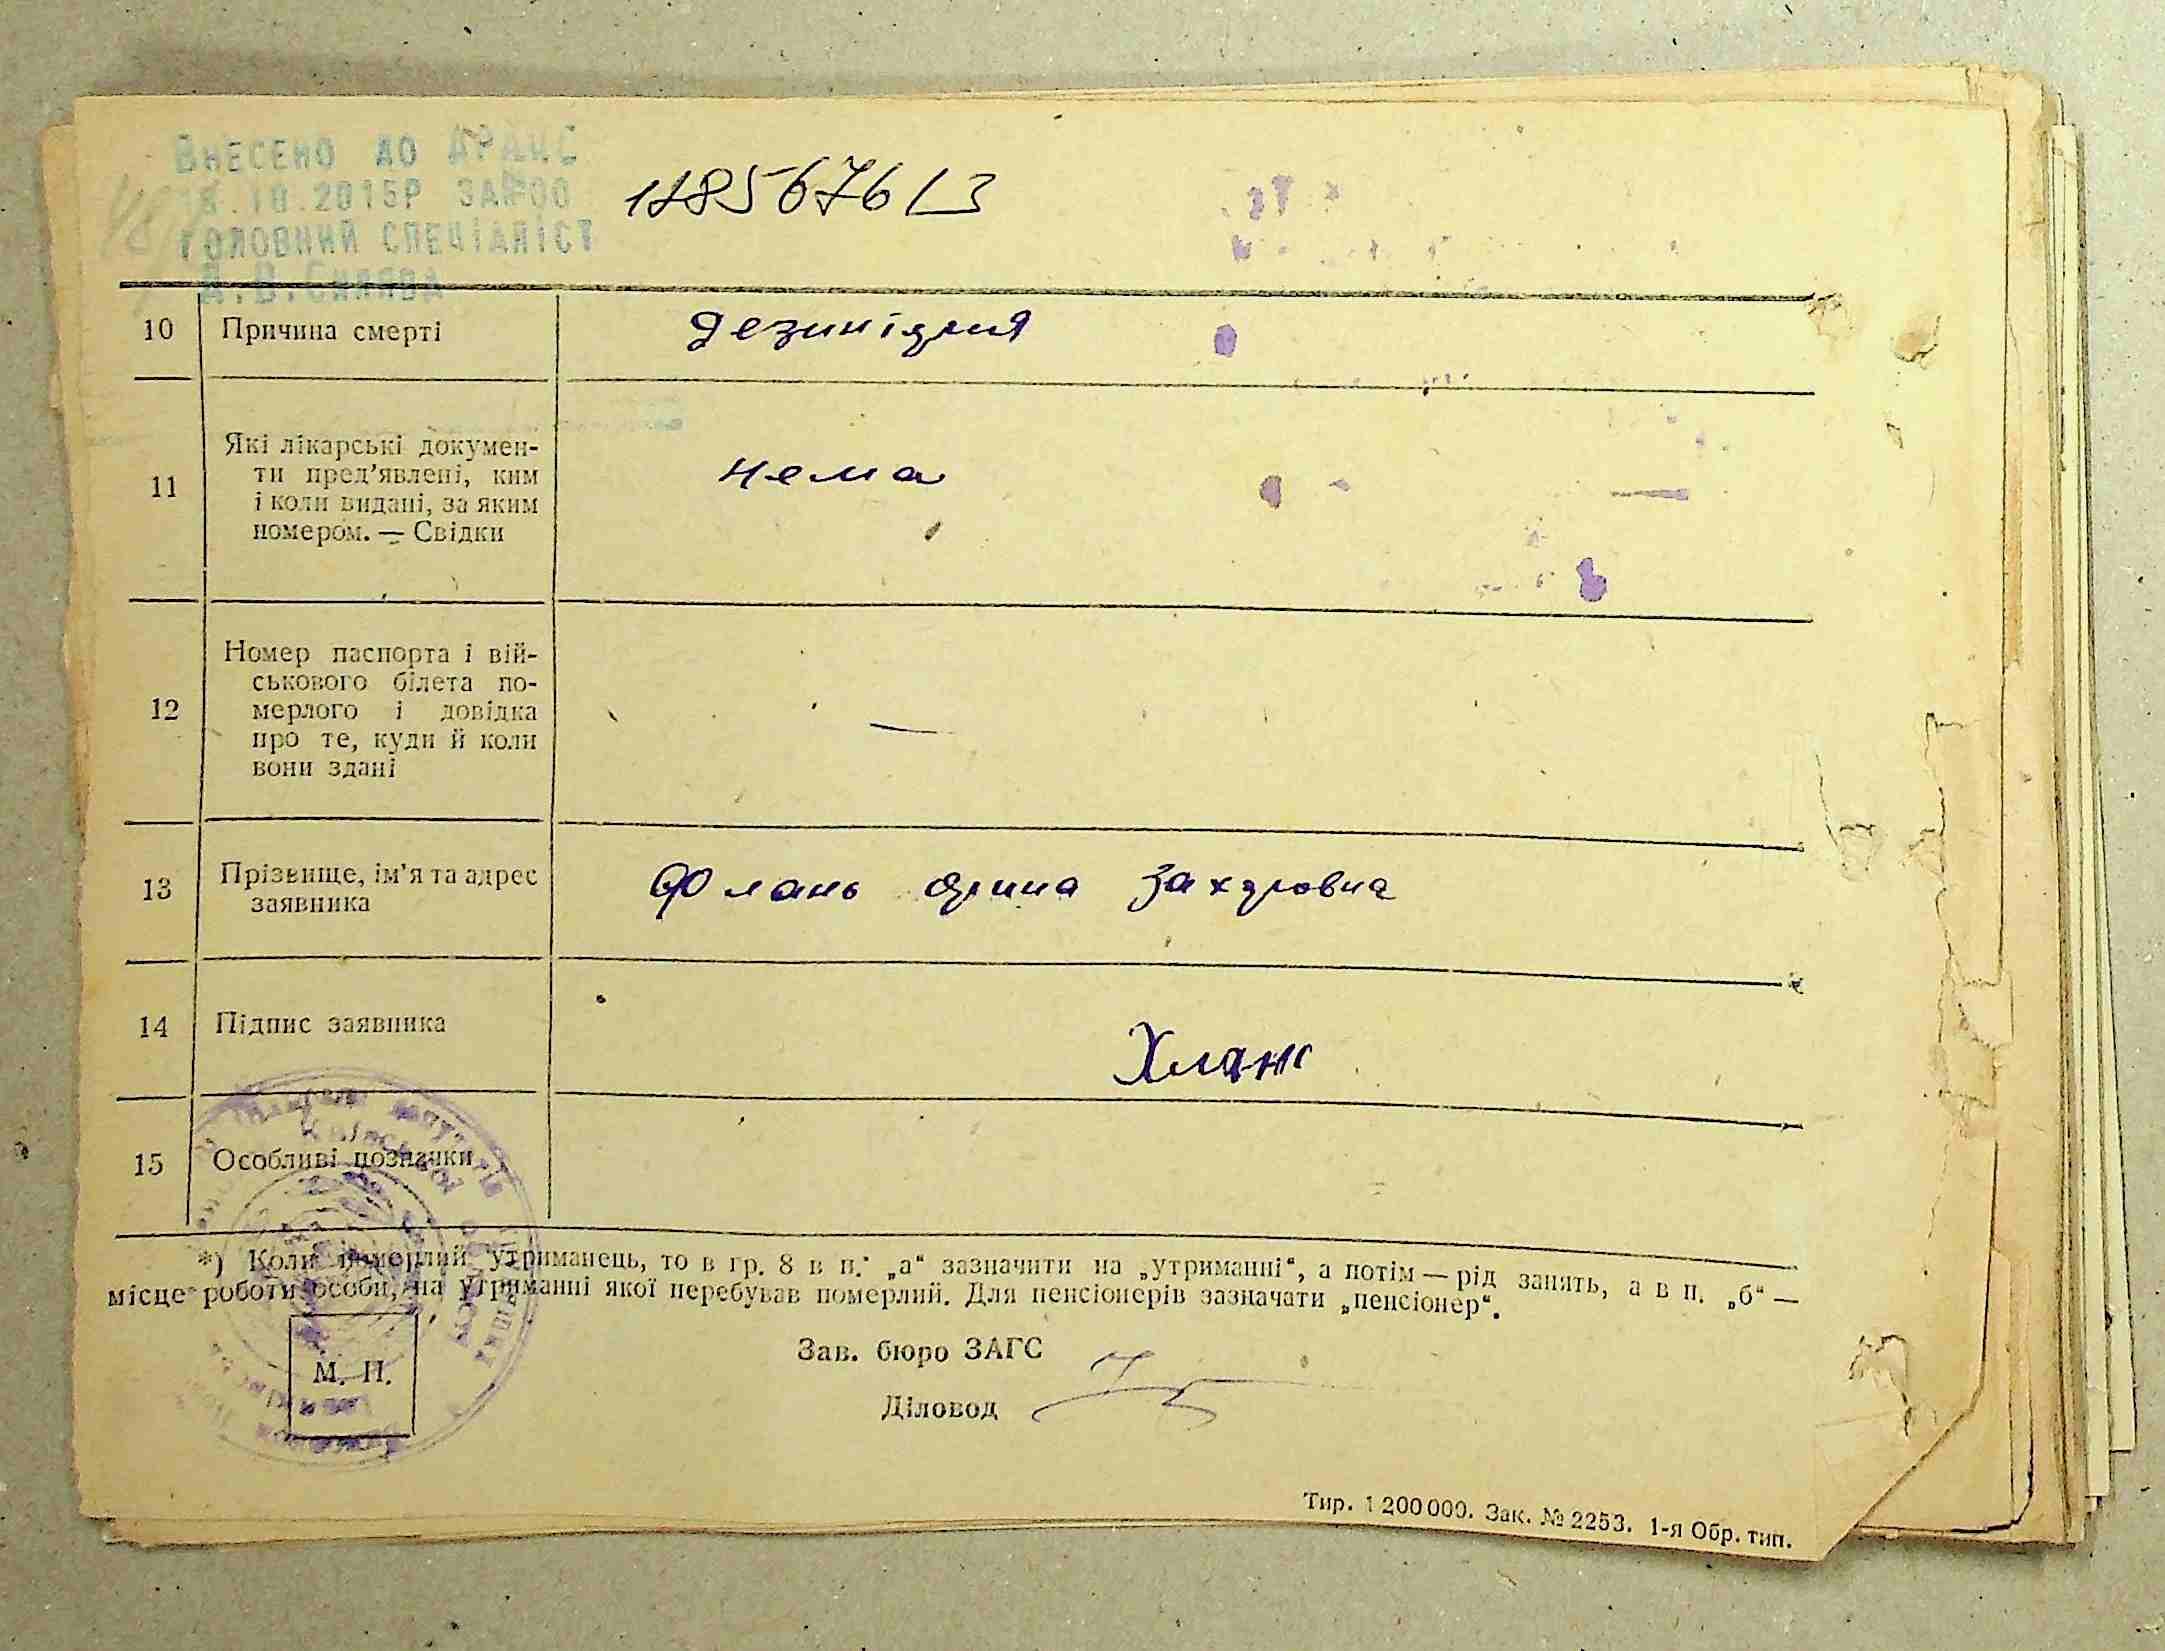 ВНЕСЕНО ДО ДРАЦС
.10.2015Р ЗА №00
ГОЛОВНИЙ СПЕЦІАЛІСТ
1185676
10 Причина смерті
11 Які лікарські докумен-
ти пред’явлені, ким
і коли видані, за яким
номером. — Свідки
нема
12 Номер паспорта і вій-
ськового білета по-
мерлого і довідка
про те, куди й коли
вони здані
—
13 Прізвище, ім’я та адрес
заявника
Захаровна
14 Підпис заявника
15 Особливі позначки
*) Коли померлий утриманець, то в гр. 8 в п. „а“ зазначити на „утриманні“, а потім — рід занять, а в п. „б“ —
місце роботи особи, на утриманні якої перебував померлий. Для пенсіонерів зазначати „пенсіонер“.
М. П.
Зав. бюро ЗАГС
Діловод
Тир. 1 200 000. Зак. № 2253. 1-я Обр. тип.